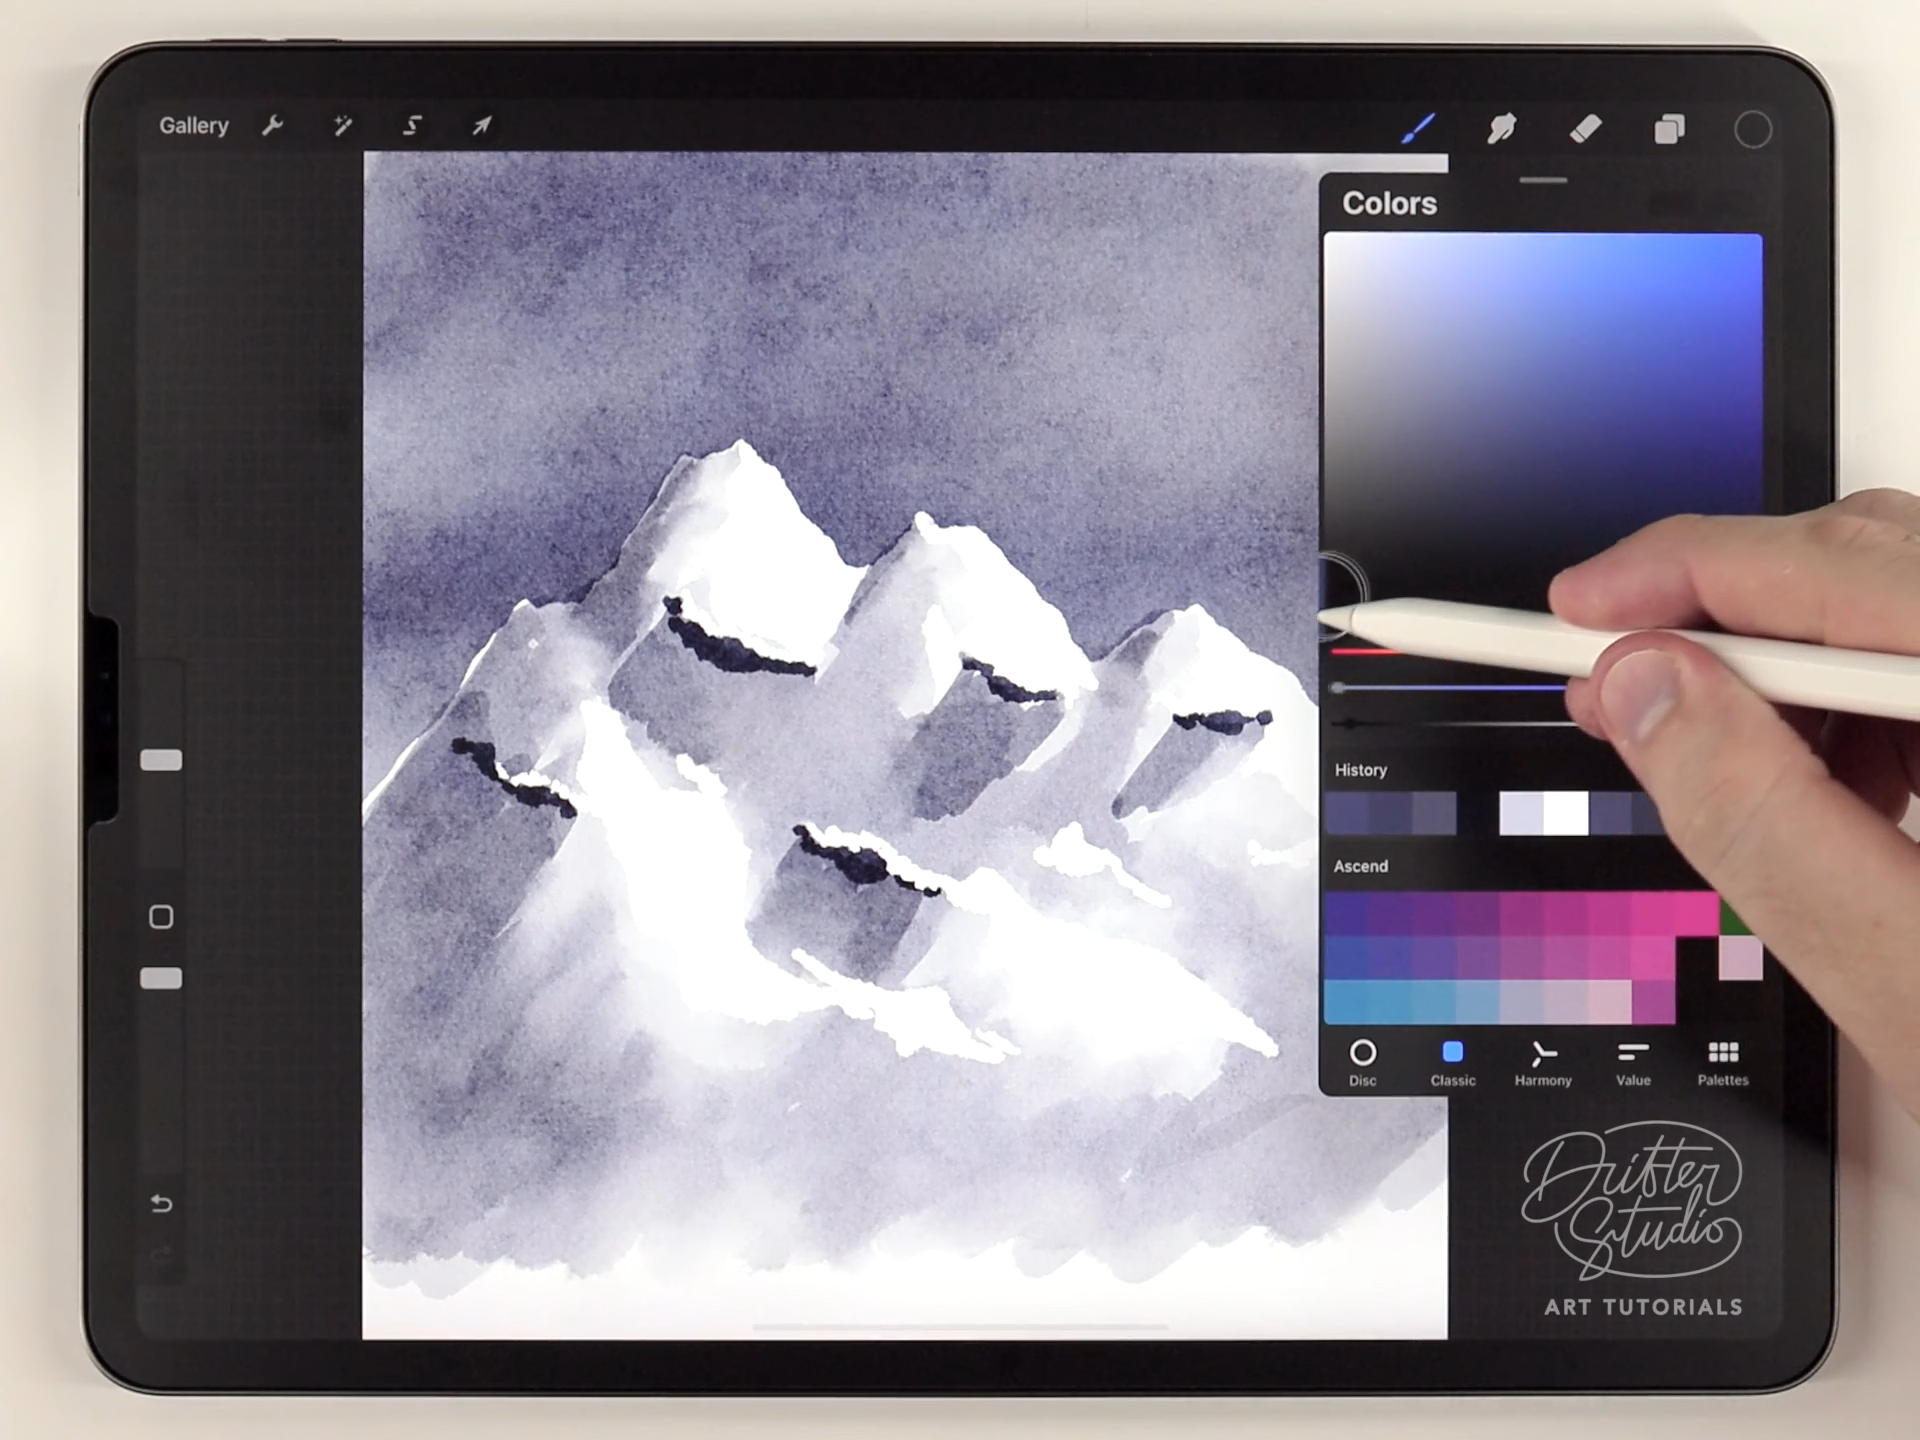 Gallery
Colors
History
Ascend
Disc
Classic
Harmony
Value
Palettes
Drifter
Studio
ART TUTORIALS